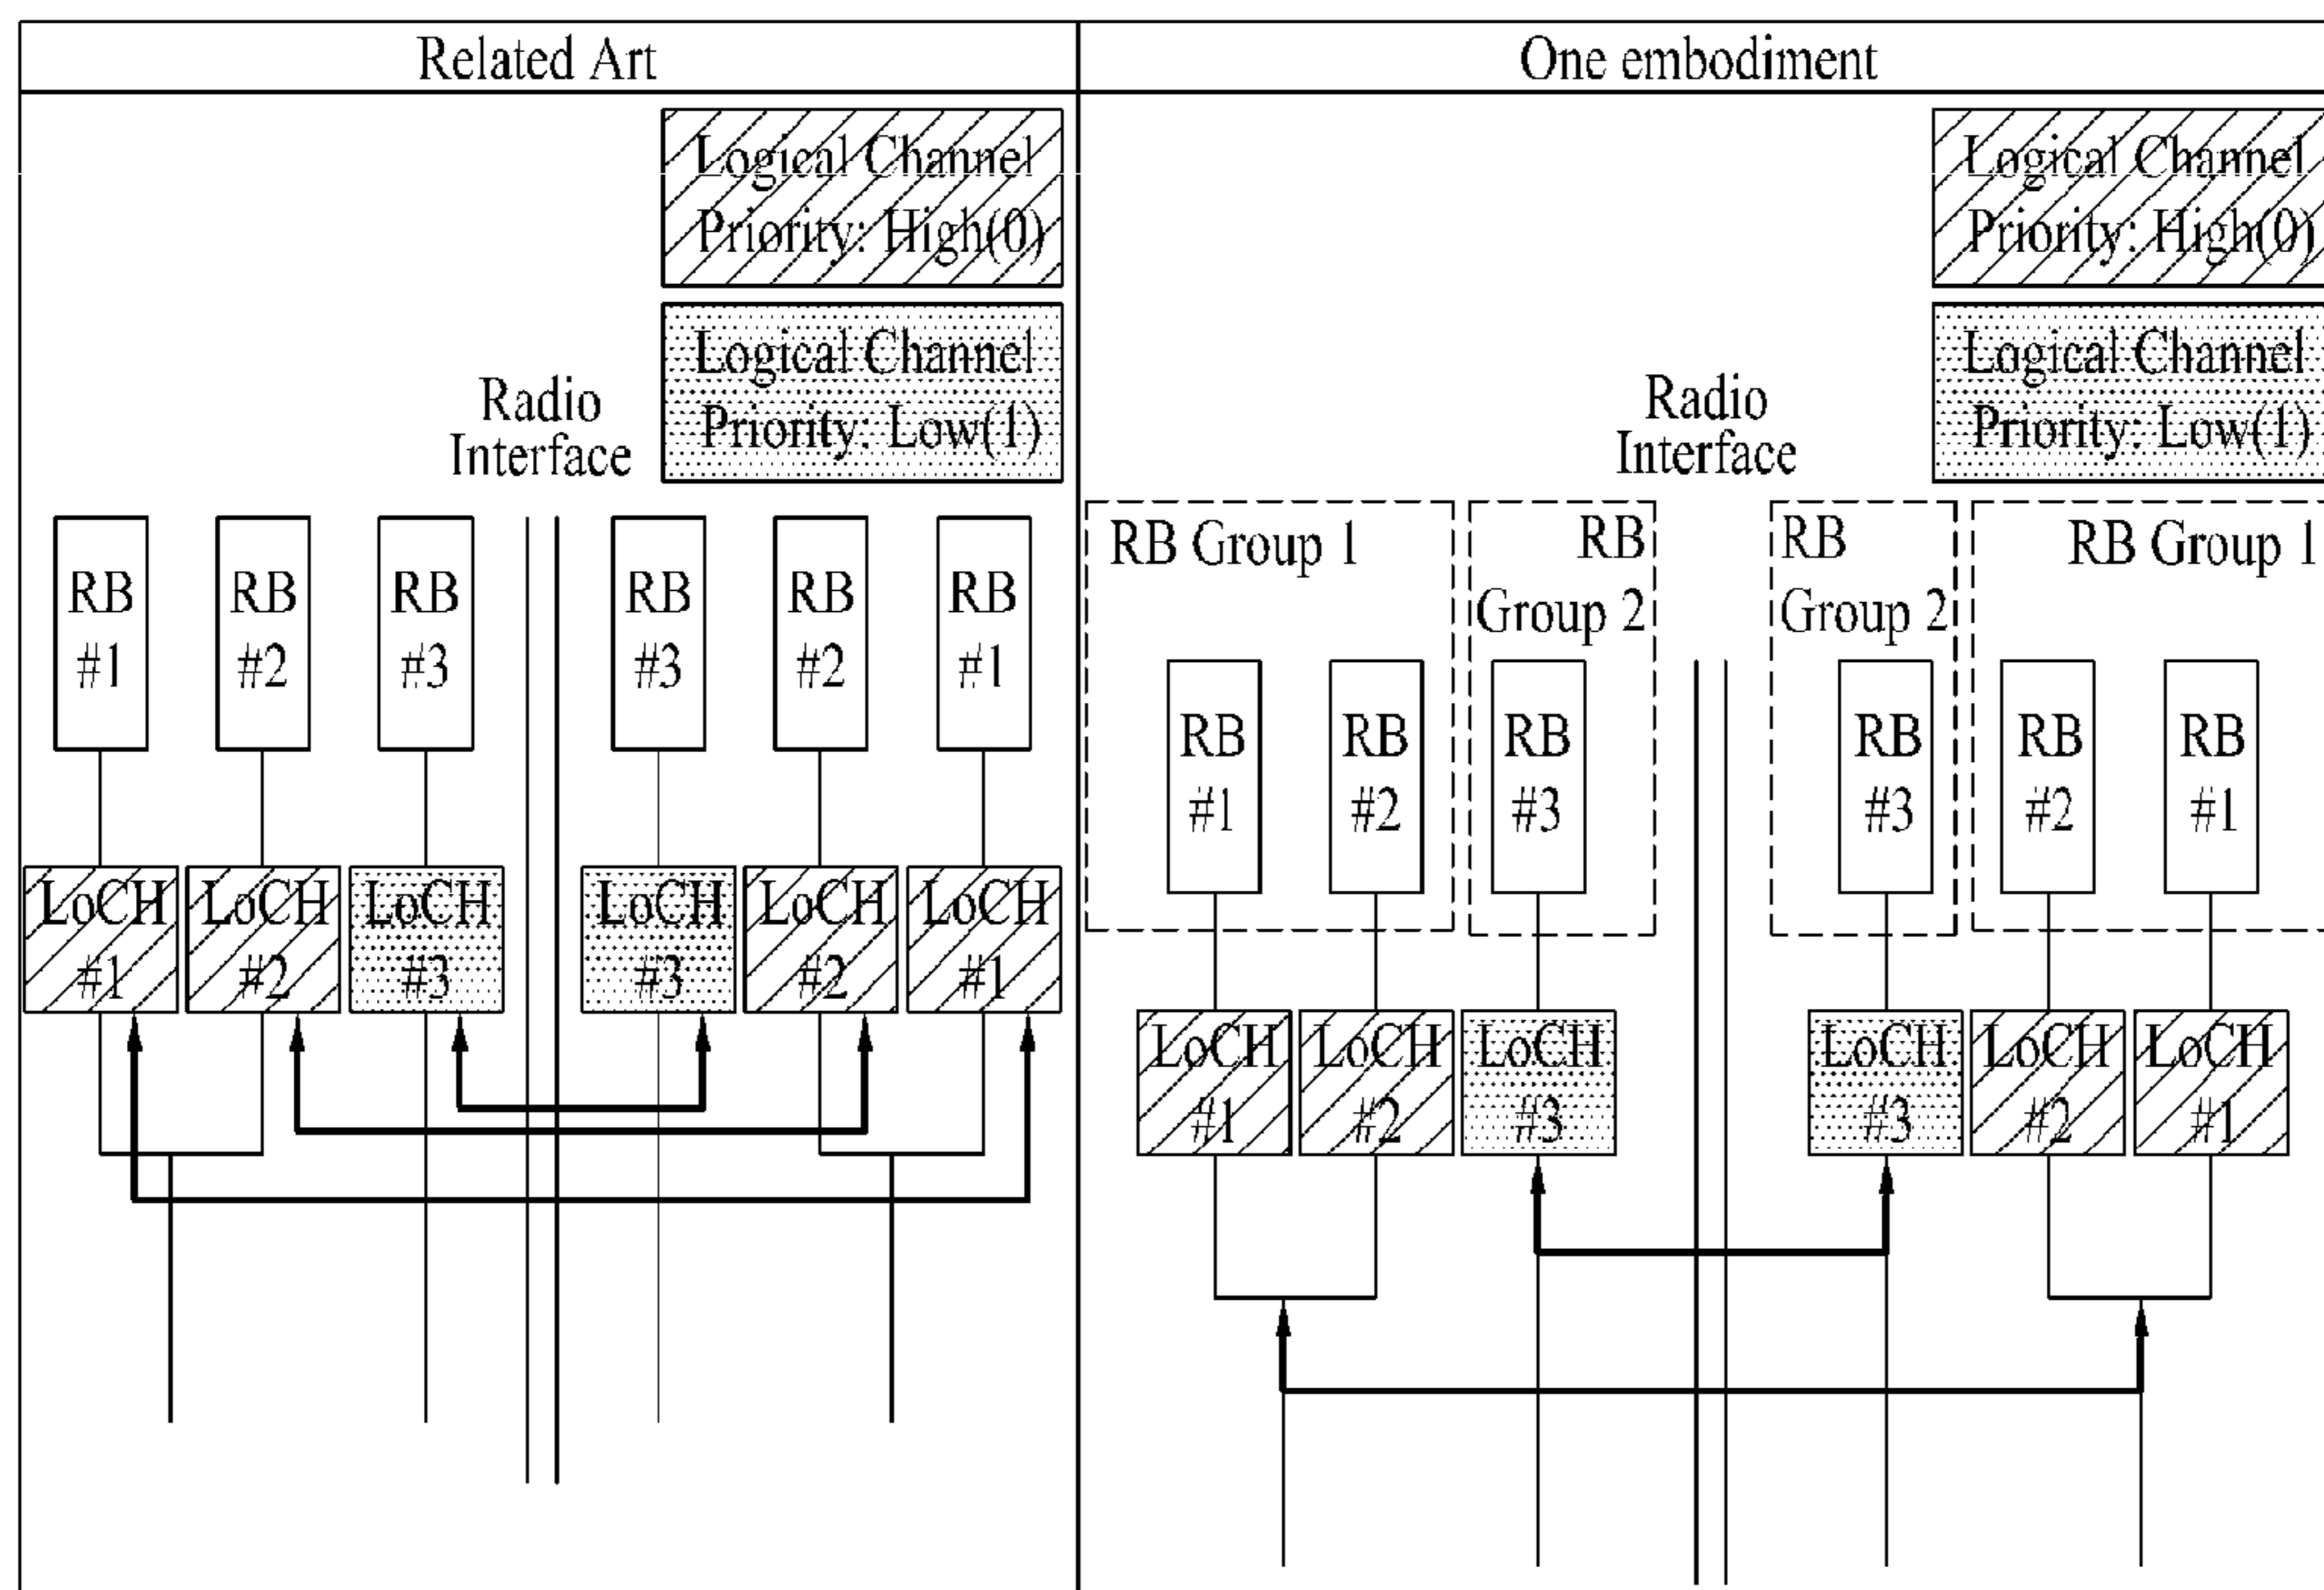 Related Art
One embodiment
Logical Channel
Priority: High(0)
Logical Channel
Priority: Low(1)
Radio
Interface
RB
#1
RB
#2
RB
#3
RB
#3
RB
#2
RB
#1
LoCH
#1
LoCH
#2
LoCH
#3
LoCH
#3
LoCH
#2
LoCH
#1
Logical Channel
Priority: High(0)
Logical Channel
Priority: Low(1)
Radio
Interface
RB Group 1
RB
Group 2
RB
Group 2
RB Group 1
RB
#1
RB
#2
RB
#3
RB
#3
RB
#2
RB
#1
LoCH
#1
LoCH
#2
LoCH
#3
LoCH
#3
LoCH
#2
LoCH
#1